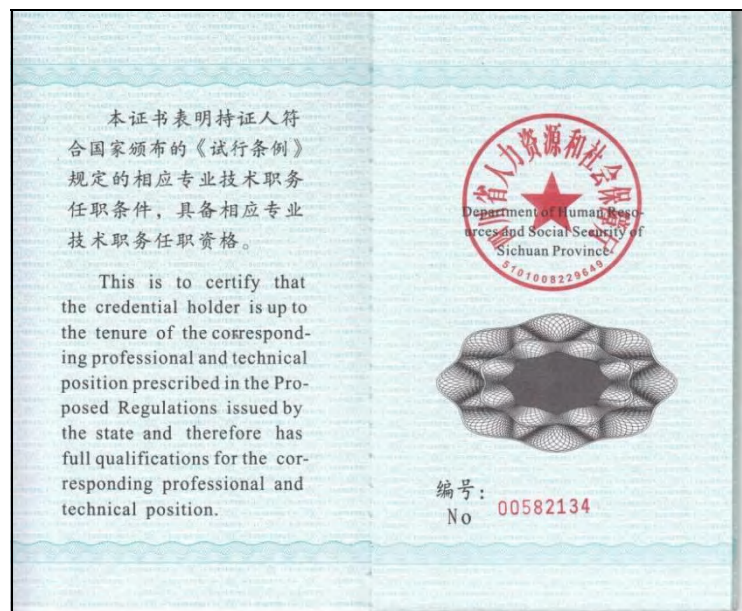 本证书表明持证人符
合国家颁布的《试行条例》
规定的相应专业技术职务
任职条件，具备相应专业
技术职务任职资格。
This is to certify that
the credential holder is up to
the tenure of the correspond-
ing professional and technical
position prescribed in the Pro-
posed Regulations issued by
the state and therefore has
full qualifications for the cor-
responding professional and
technical position.
四川省人力资源和社会保障厅
Department of Human Reso-
urces and Social Security of
Sichuan Province
5101008229649
编号：
No 00582134